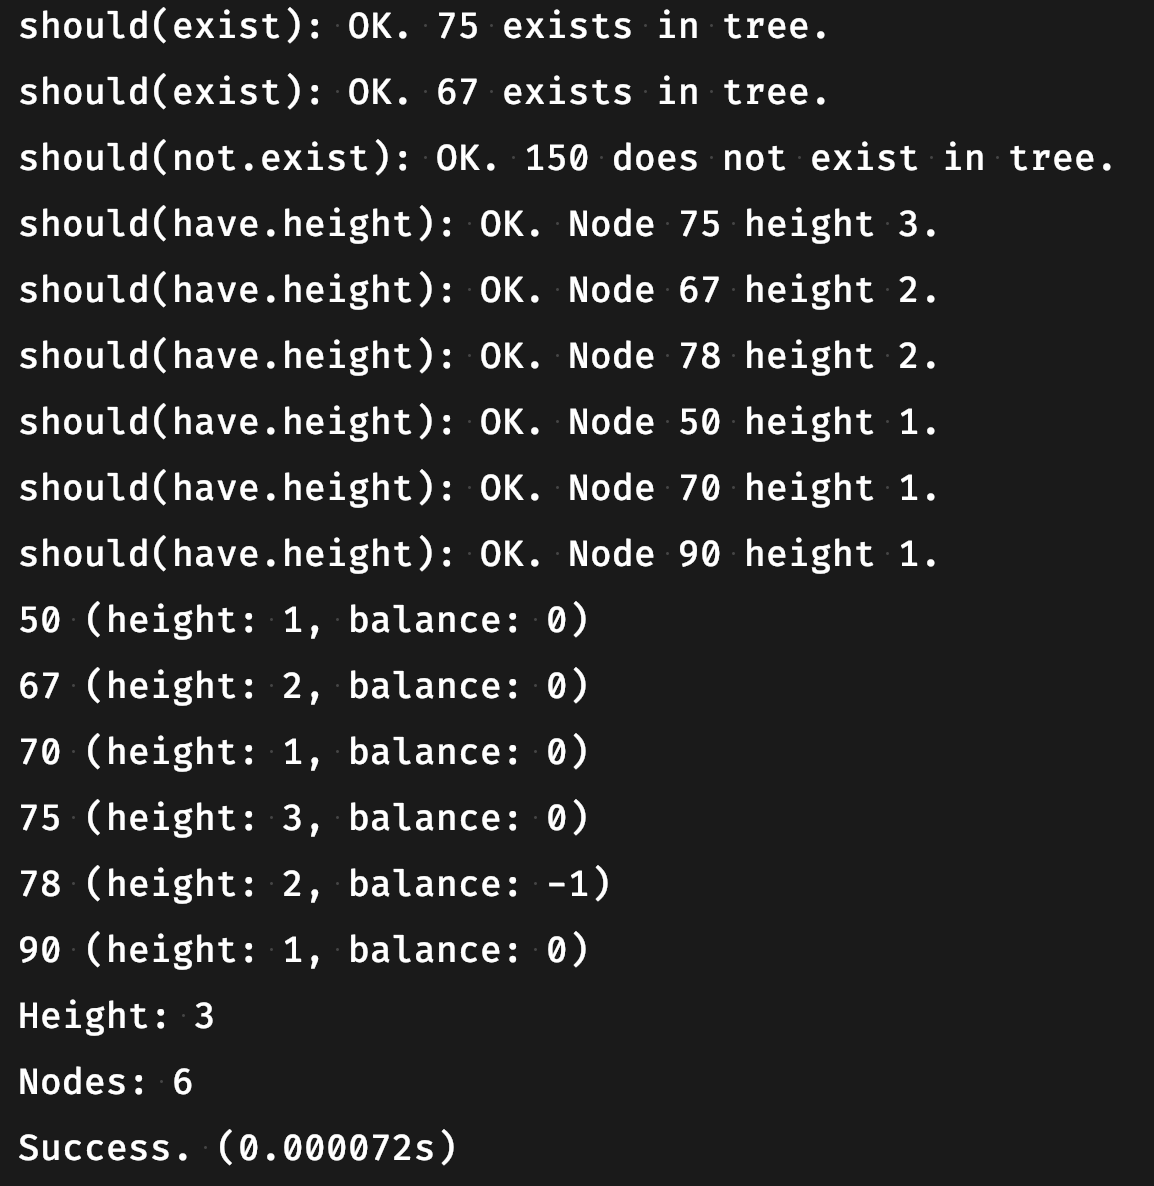 should(exist): OK. 75 exists in tree.
should(exist): OK. 67 exists in tree.
should(not.exist): OK. 150 does not exist in tree.
should(have.height): OK. Node 75 height 3.
should(have.height): OK. Node 67 height 2.
should(have.height): OK. Node 78 height 2.
should(have.height): OK. Node 50 height 1.
should(have.height): OK. Node 70 height 1.
should(have.height): OK. Node 90 height 1.
50 (height: 1, balance: 0)
67 (height: 2, balance: 0)
70 (height: 1, balance: 0)
75 (height: 3, balance: 0)
78 (height: 2, balance: -1)
90 (height: 1, balance: 0)
Height: 3
Nodes: 6
Success. (0.000072s)